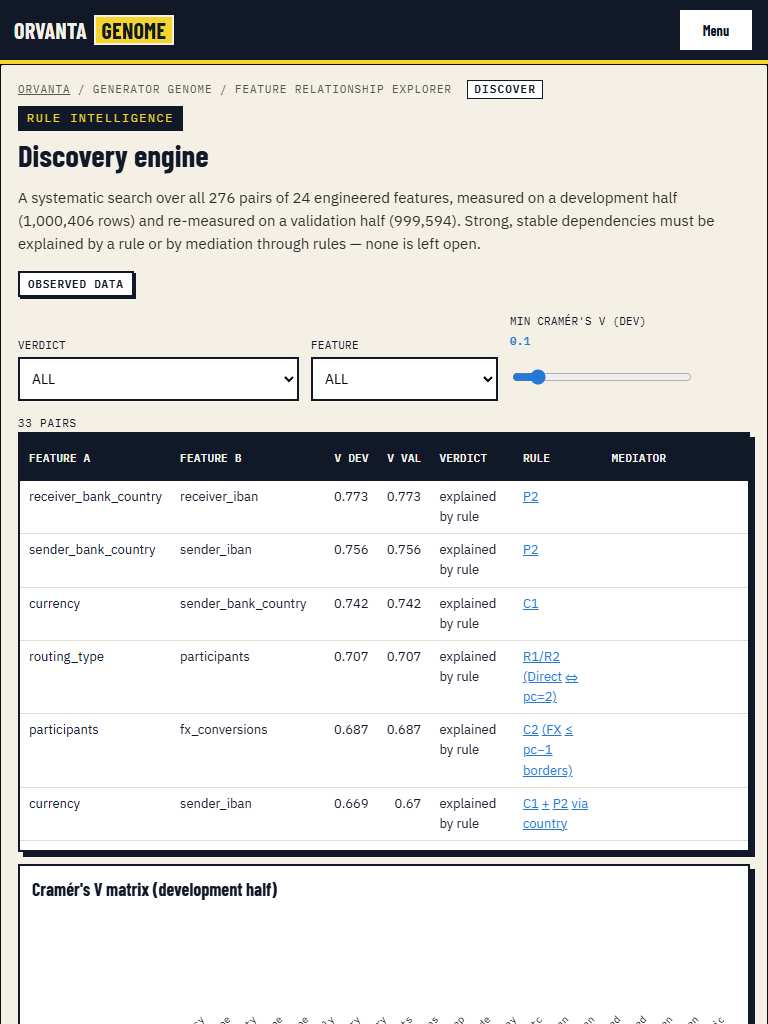 ORVANTA GENOME
Menu
ORVANTA / GENERATOR GENOME / FEATURE RELATIONSHIP EXPLORER DISCOVER
RULE INTELLIGENCE
Discovery engine
A systematic search over all 276 pairs of 24 engineered features, measured on a development half
(1,000,406 rows) and re-measured on a validation half (999,594). Strong, stable dependencies must be
explained by a rule or by mediation through rules — none is left open.
OBSERVED DATA
MIN CRAMÉR'S V (DEV)
0.1
VERDICT
FEATURE
ALL
ALL
33 PAIRS
FEATURE A FEATURE B V DEV V VAL VERDICT RULE MEDIATOR
receiver_bank_country receiver_iban 0.773 0.773 explained P2
by rule
sender_bank_country sender_iban 0.756 0.756 explained P2
by rule
currency sender_bank_country 0.742 0.742 explained C1
by rule
routing_type participants 0.707 0.707 explained R1/R2
by rule (Direct ⇔
pc=2)
participants fx_conversions 0.687 0.687 explained C2 (FX ≤
by rule pc−1
borders)
currency sender_iban 0.669 0.67 explained C1 + P2 via
by rule country
Cramér's V matrix (development half)